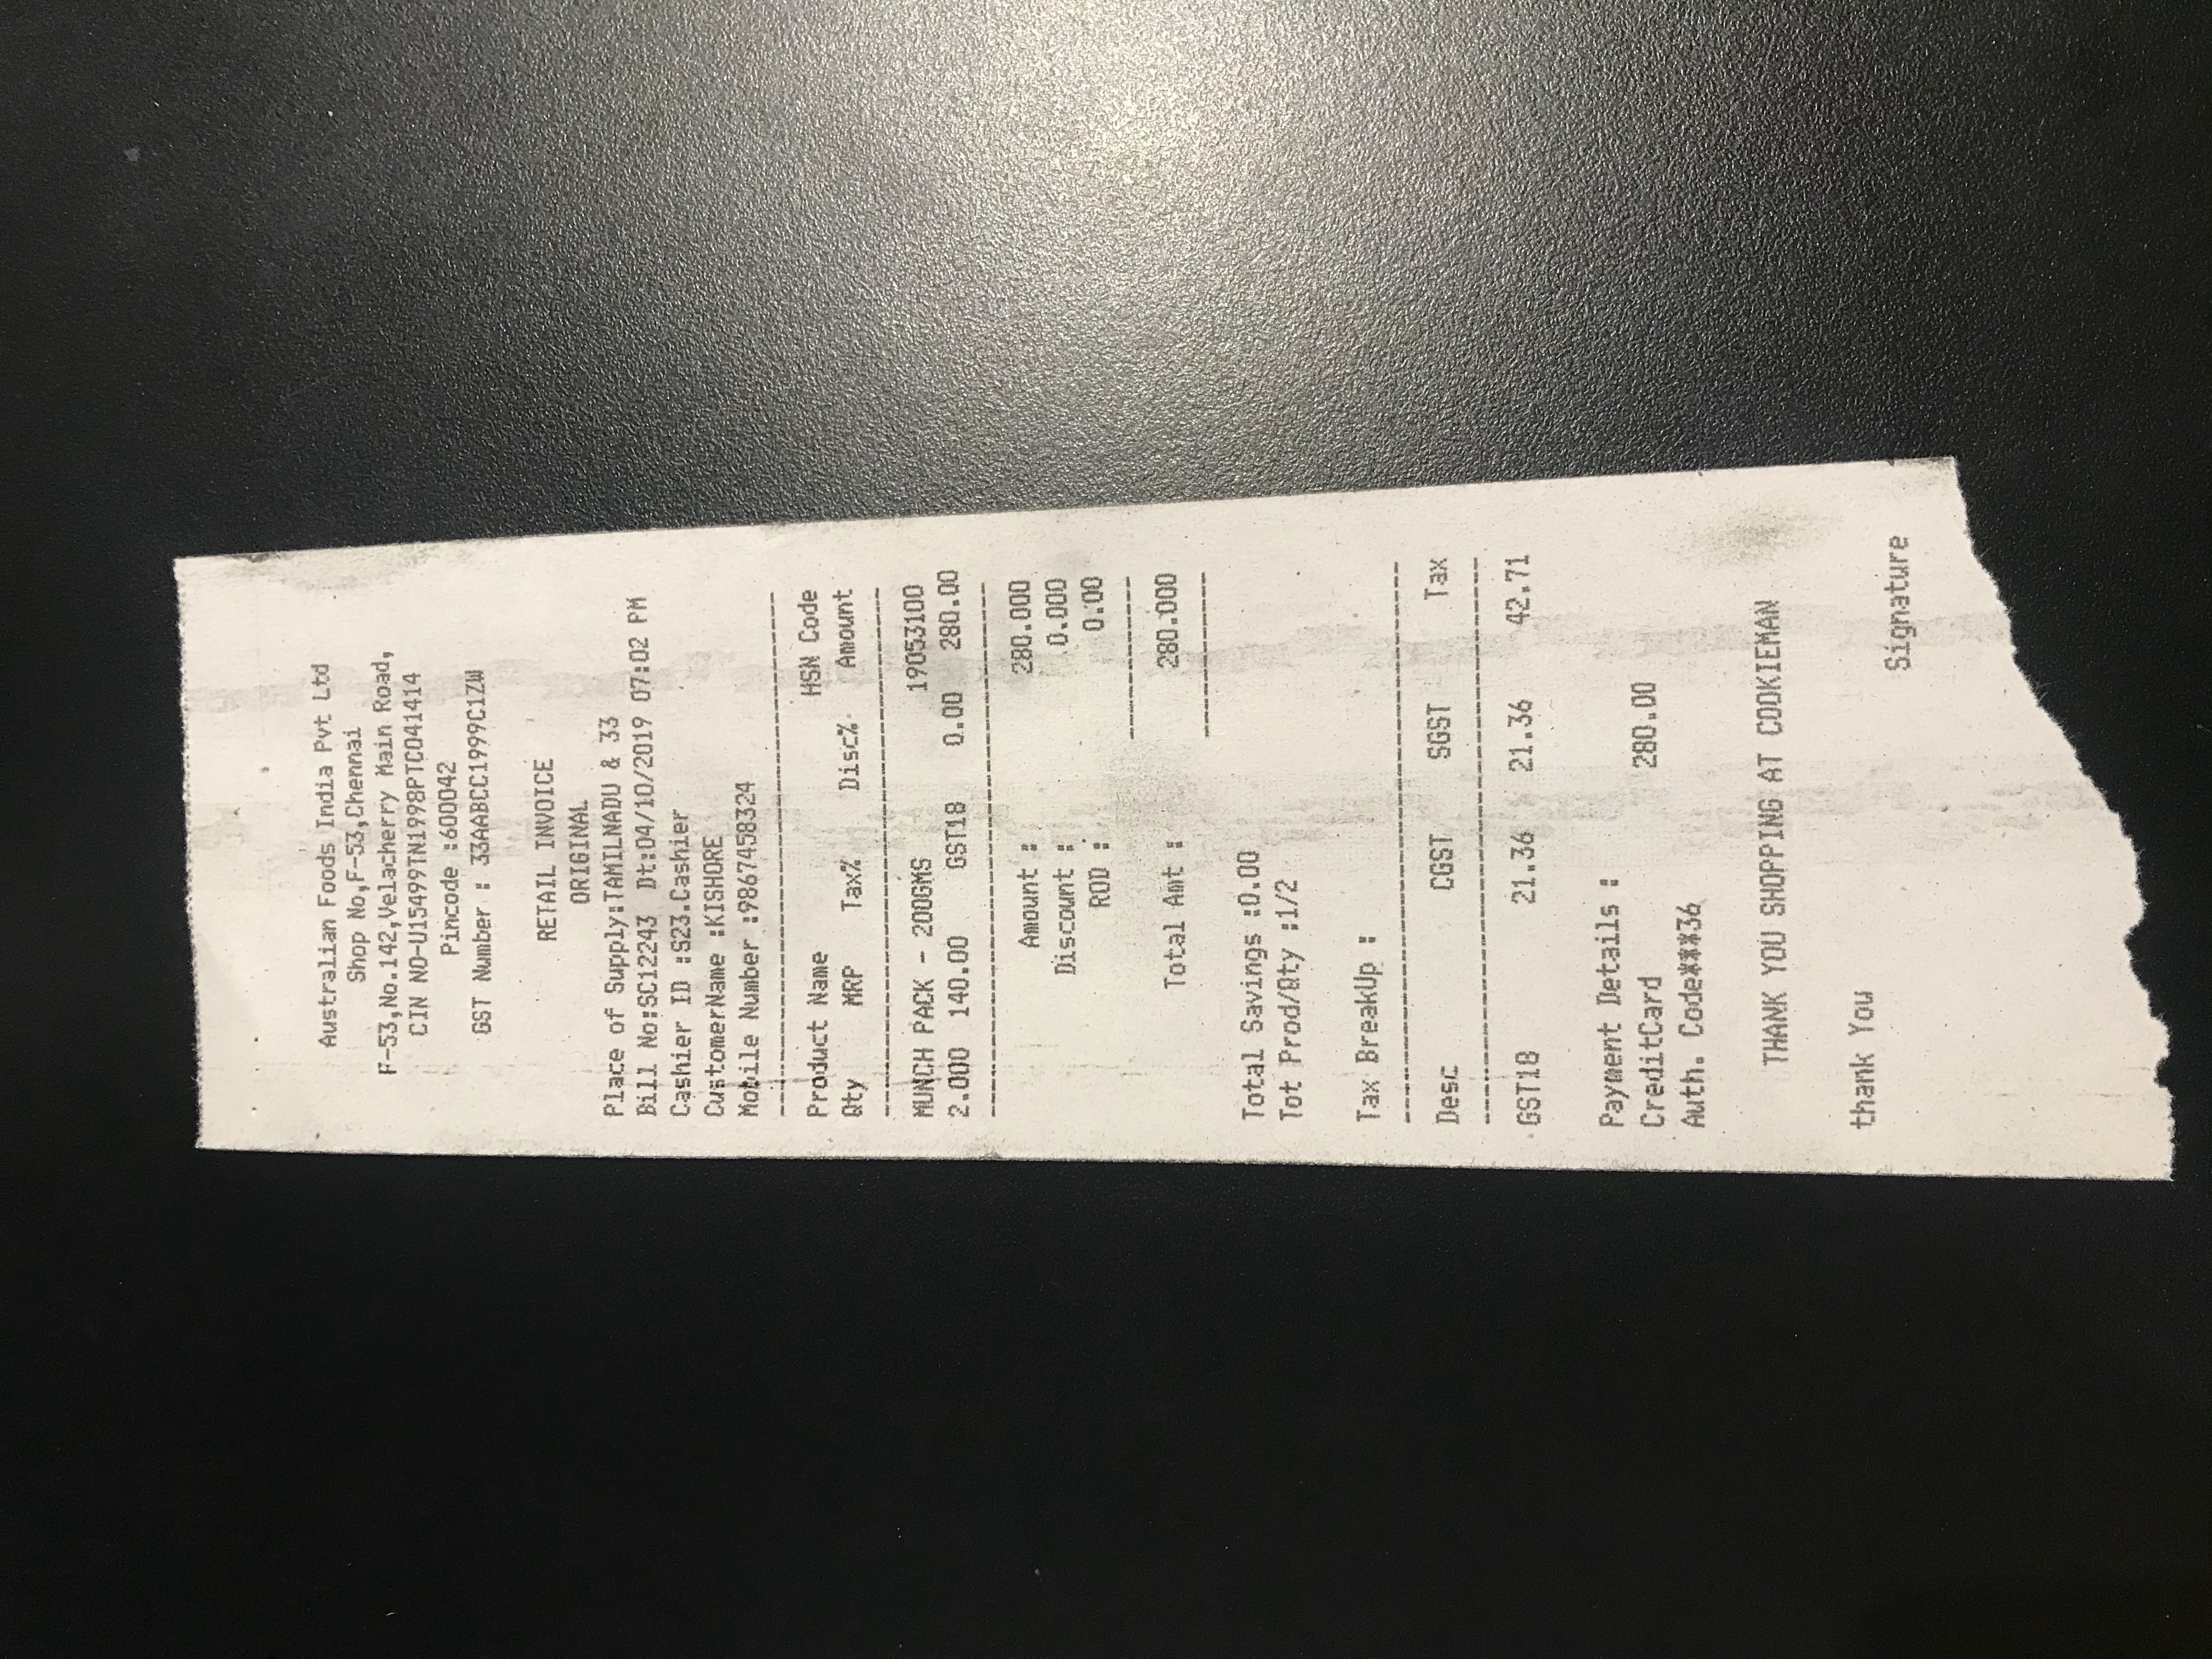 Australian Foods India Pvt Ltd
Shop No,F-53,Chennai
F-53,No.142,Velacherry Main Road,
CIN NO-U15499TN1998PTC041414
Pincode :600042
GST Number : 33AABCC1999C1ZW
RETAIL INVOICE
ORIGINAL
Place of Supply:TAMILNADU & 33
Bill No:SC12243 Dt:04/10/2019 07:02 PM
Cashier ID :S23.Cashier
CustomerName :KISHORE
Mobile Number :9867458324
Product Name HSN Code
Qty MRP Tax% Disc% Amount
MUNCH PACK - 200GMS 19053100
2.000 140.00 GST18 0.00 280.00
Amount : 280.000
Discount : 0.000
ROD : 0.00
Total Amt : 280.000
Total Savings :0.00
Tot Prod/Qty :1/2
Tax BreakUp :
Desc CGST SGST Tax
GST18 21.36 21.36 42.71
Payment Details :
CreditCard 280.00
Auth. Code***36
THANK YOU SHOPPING AT COOKIEMAN
thank You
Signature